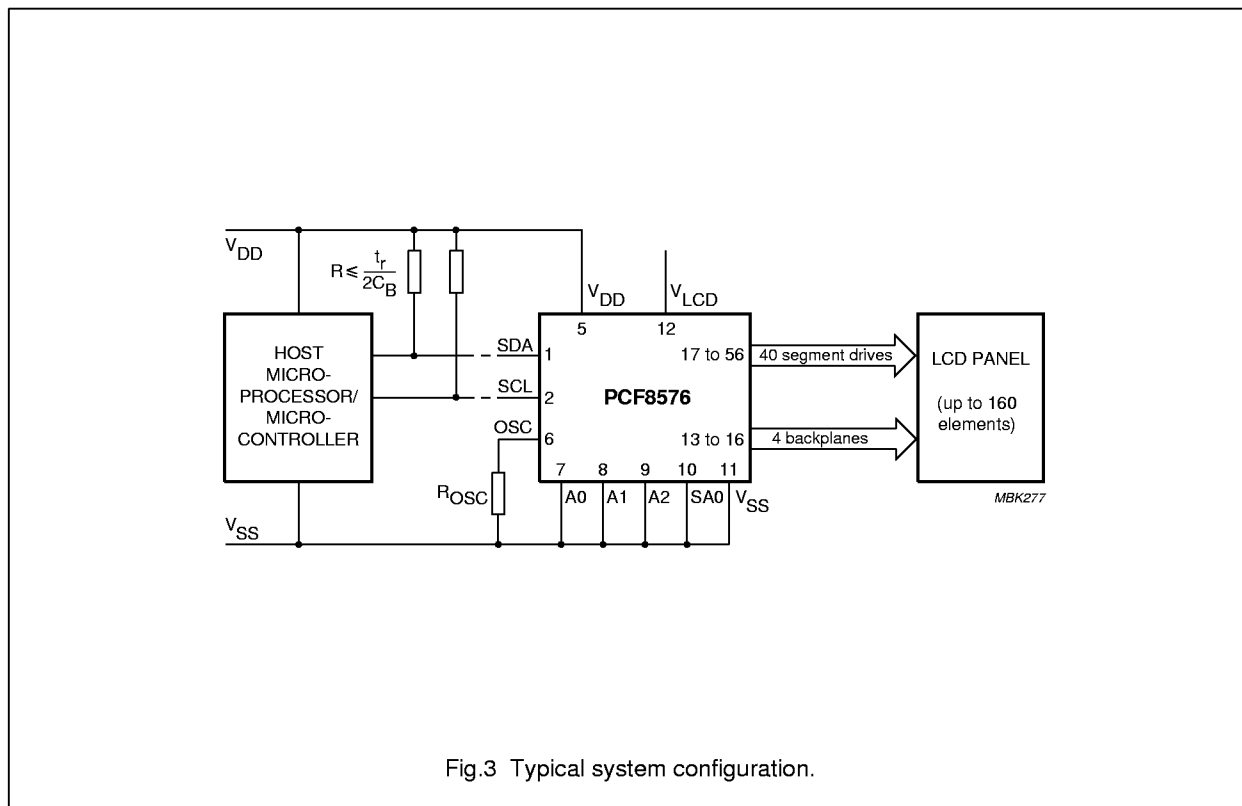 VDD
R ≤ tr
2CB
VDD
VLCD
HOST
MICRO-
PROCESSOR/
MICRO-
CONTROLLER
SDA
SCL
OSC
ROSC
5
12
1
2
6
PCF8576
17 to 56
13 to 16
7 8 9 10 11
A0 A1 A2 SA0 VSS
40 segment drives
4 backplanes
LCD PANEL
(up to 160
elements)
VSS
MBK277
Fig.3 Typical system configuration.